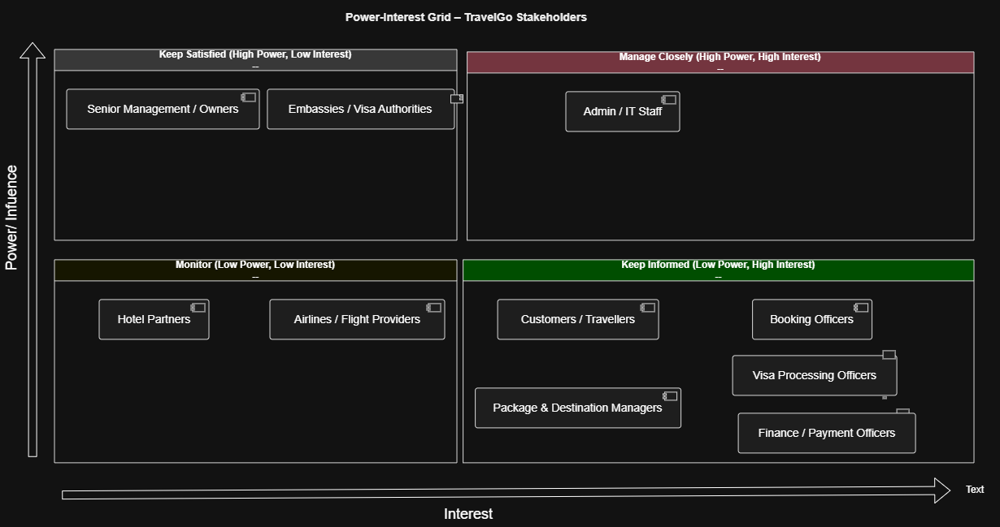 Power-Interest Grid – TravelGo Stakeholders
Keep Satisfied (High Power, Low Interest)
--
Manage Closely (High Power, High Interest)
--
Senior Management / Owners
Embassies / Visa Authorities
Admin / IT Staff
Power/ Infuence
Monitor (Low Power, Low Interest)
--
Keep Informed (Low Power, High Interest)
--
Hotel Partners
Airlines / Flight Providers
Customers / Travellers
Booking Officers
Visa Processing Officers
Package & Destination Managers
Finance / Payment Officers
Text
Interest